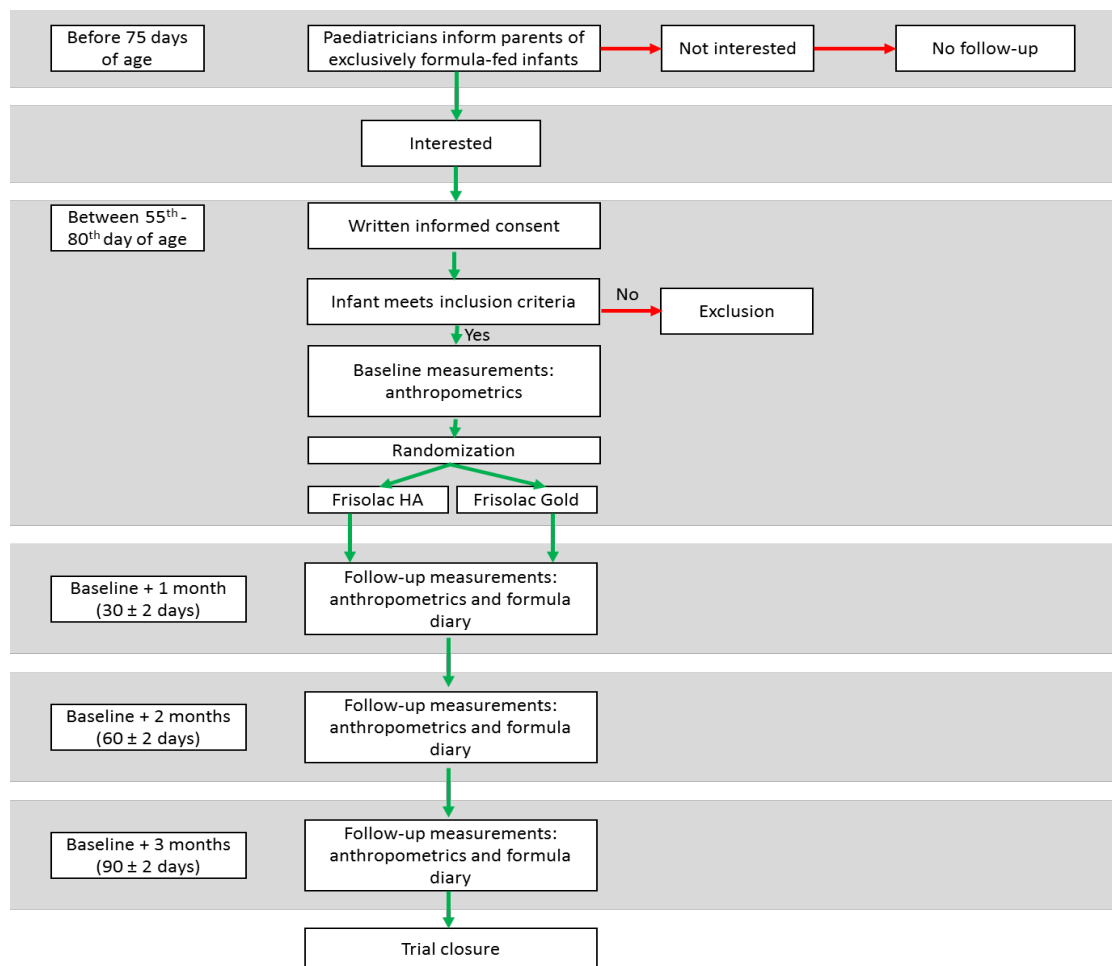 Before 75 days
of age
Paediatricians inform parents of
exclusively formula-fed infants
Not interested
No follow-up
Interested
Between 55th -
80th day of age
Written informed consent
Infant meets inclusion criteria
No
Exclusion
Yes
Baseline measurements:
anthropometrics
Randomization
Frisolac HA
Frisolac Gold
Baseline + 1 month
(30 ± 2 days)
Follow-up measurements:
anthropometrics and formula
diary
Baseline + 2 months
(60 ± 2 days)
Follow-up measurements:
anthropometrics and formula
diary
Baseline + 3 months
(90 ± 2 days)
Follow-up measurements:
anthropometrics and formula
diary
Trial closure